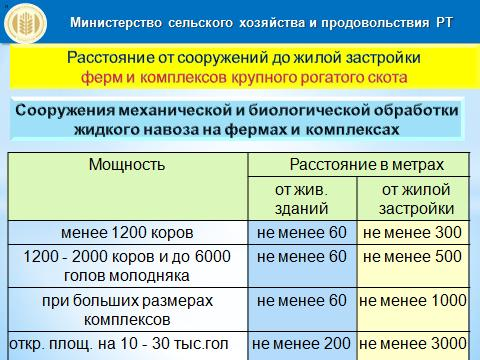 Министерство сельского хозяйства и продовольствия РТ
Расстояние от сооружений до жилой застройки
ферм и комплексов крупного рогатого скота
Сооружения механической и биологической обработки
жидкого навоза на фермах и комплексах
Мощность
Расстояние в метрах
от жив.
зданий
от жилой
застройки
менее 1200 коров
не менее 60
не менее 300
1200 - 2000 коров и до 6000
голов молодняка
не менее 60
не менее 500
при больших размерах
комплексов
не менее 60
не менее 1000
откр. площ. на 10 - 30 тыс.гол
не менее 200
не менее 3000